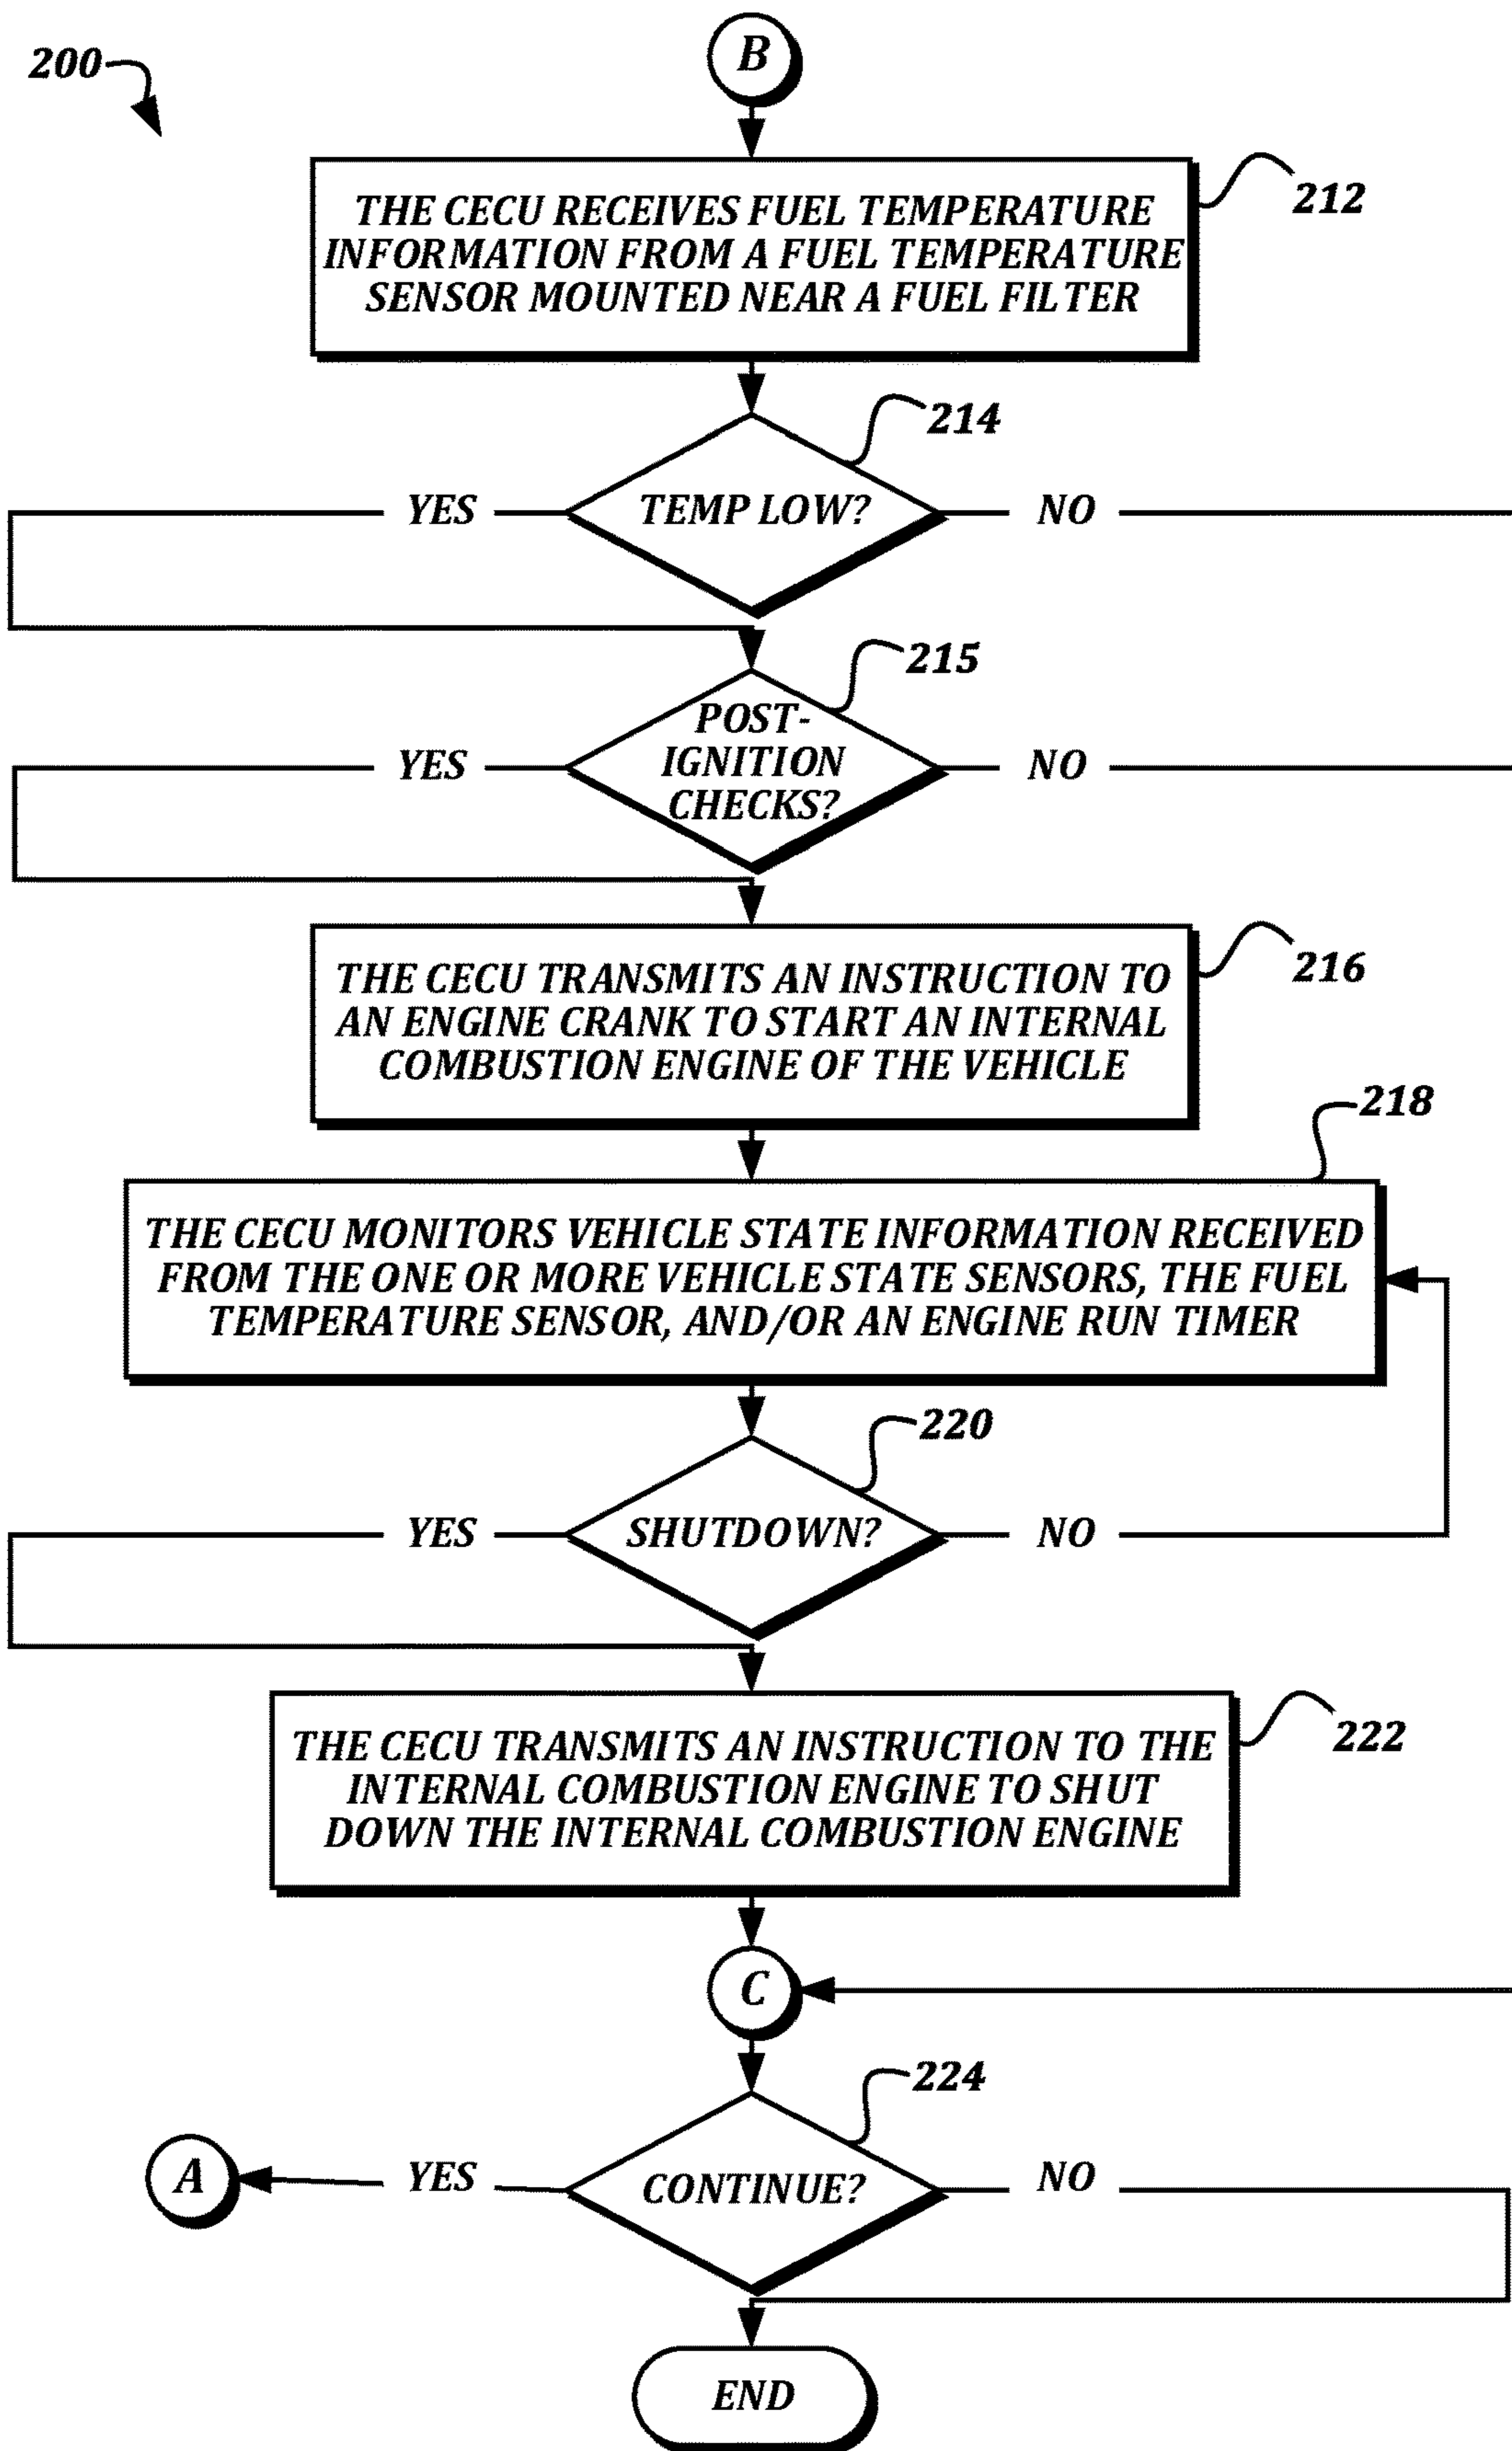 200
B
THE CECU RECEIVES FUEL TEMPERATURE
INFORMATION FROM A FUEL TEMPERATURE
SENSOR MOUNTED NEAR A FUEL FILTER
212
214
YES
TEMP LOW?
NO
215
YES
POST-
IGNITION
CHECKS?
NO
THE CECU TRANSMITS AN INSTRUCTION TO
AN ENGINE CRANK TO START AN INTERNAL
COMBUSTION ENGINE OF THE VEHICLE
216
218
THE CECU MONITORS VEHICLE STATE INFORMATION RECEIVED
FROM THE ONE OR MORE VEHICLE STATE SENSORS, THE FUEL
TEMPERATURE SENSOR, AND/OR AN ENGINE RUN TIMER
220
YES
SHUTDOWN?
NO
THE CECU TRANSMITS AN INSTRUCTION TO THE
INTERNAL COMBUSTION ENGINE TO SHUT
DOWN THE INTERNAL COMBUSTION ENGINE
222
C
224
A
YES
CONTINUE?
NO
END